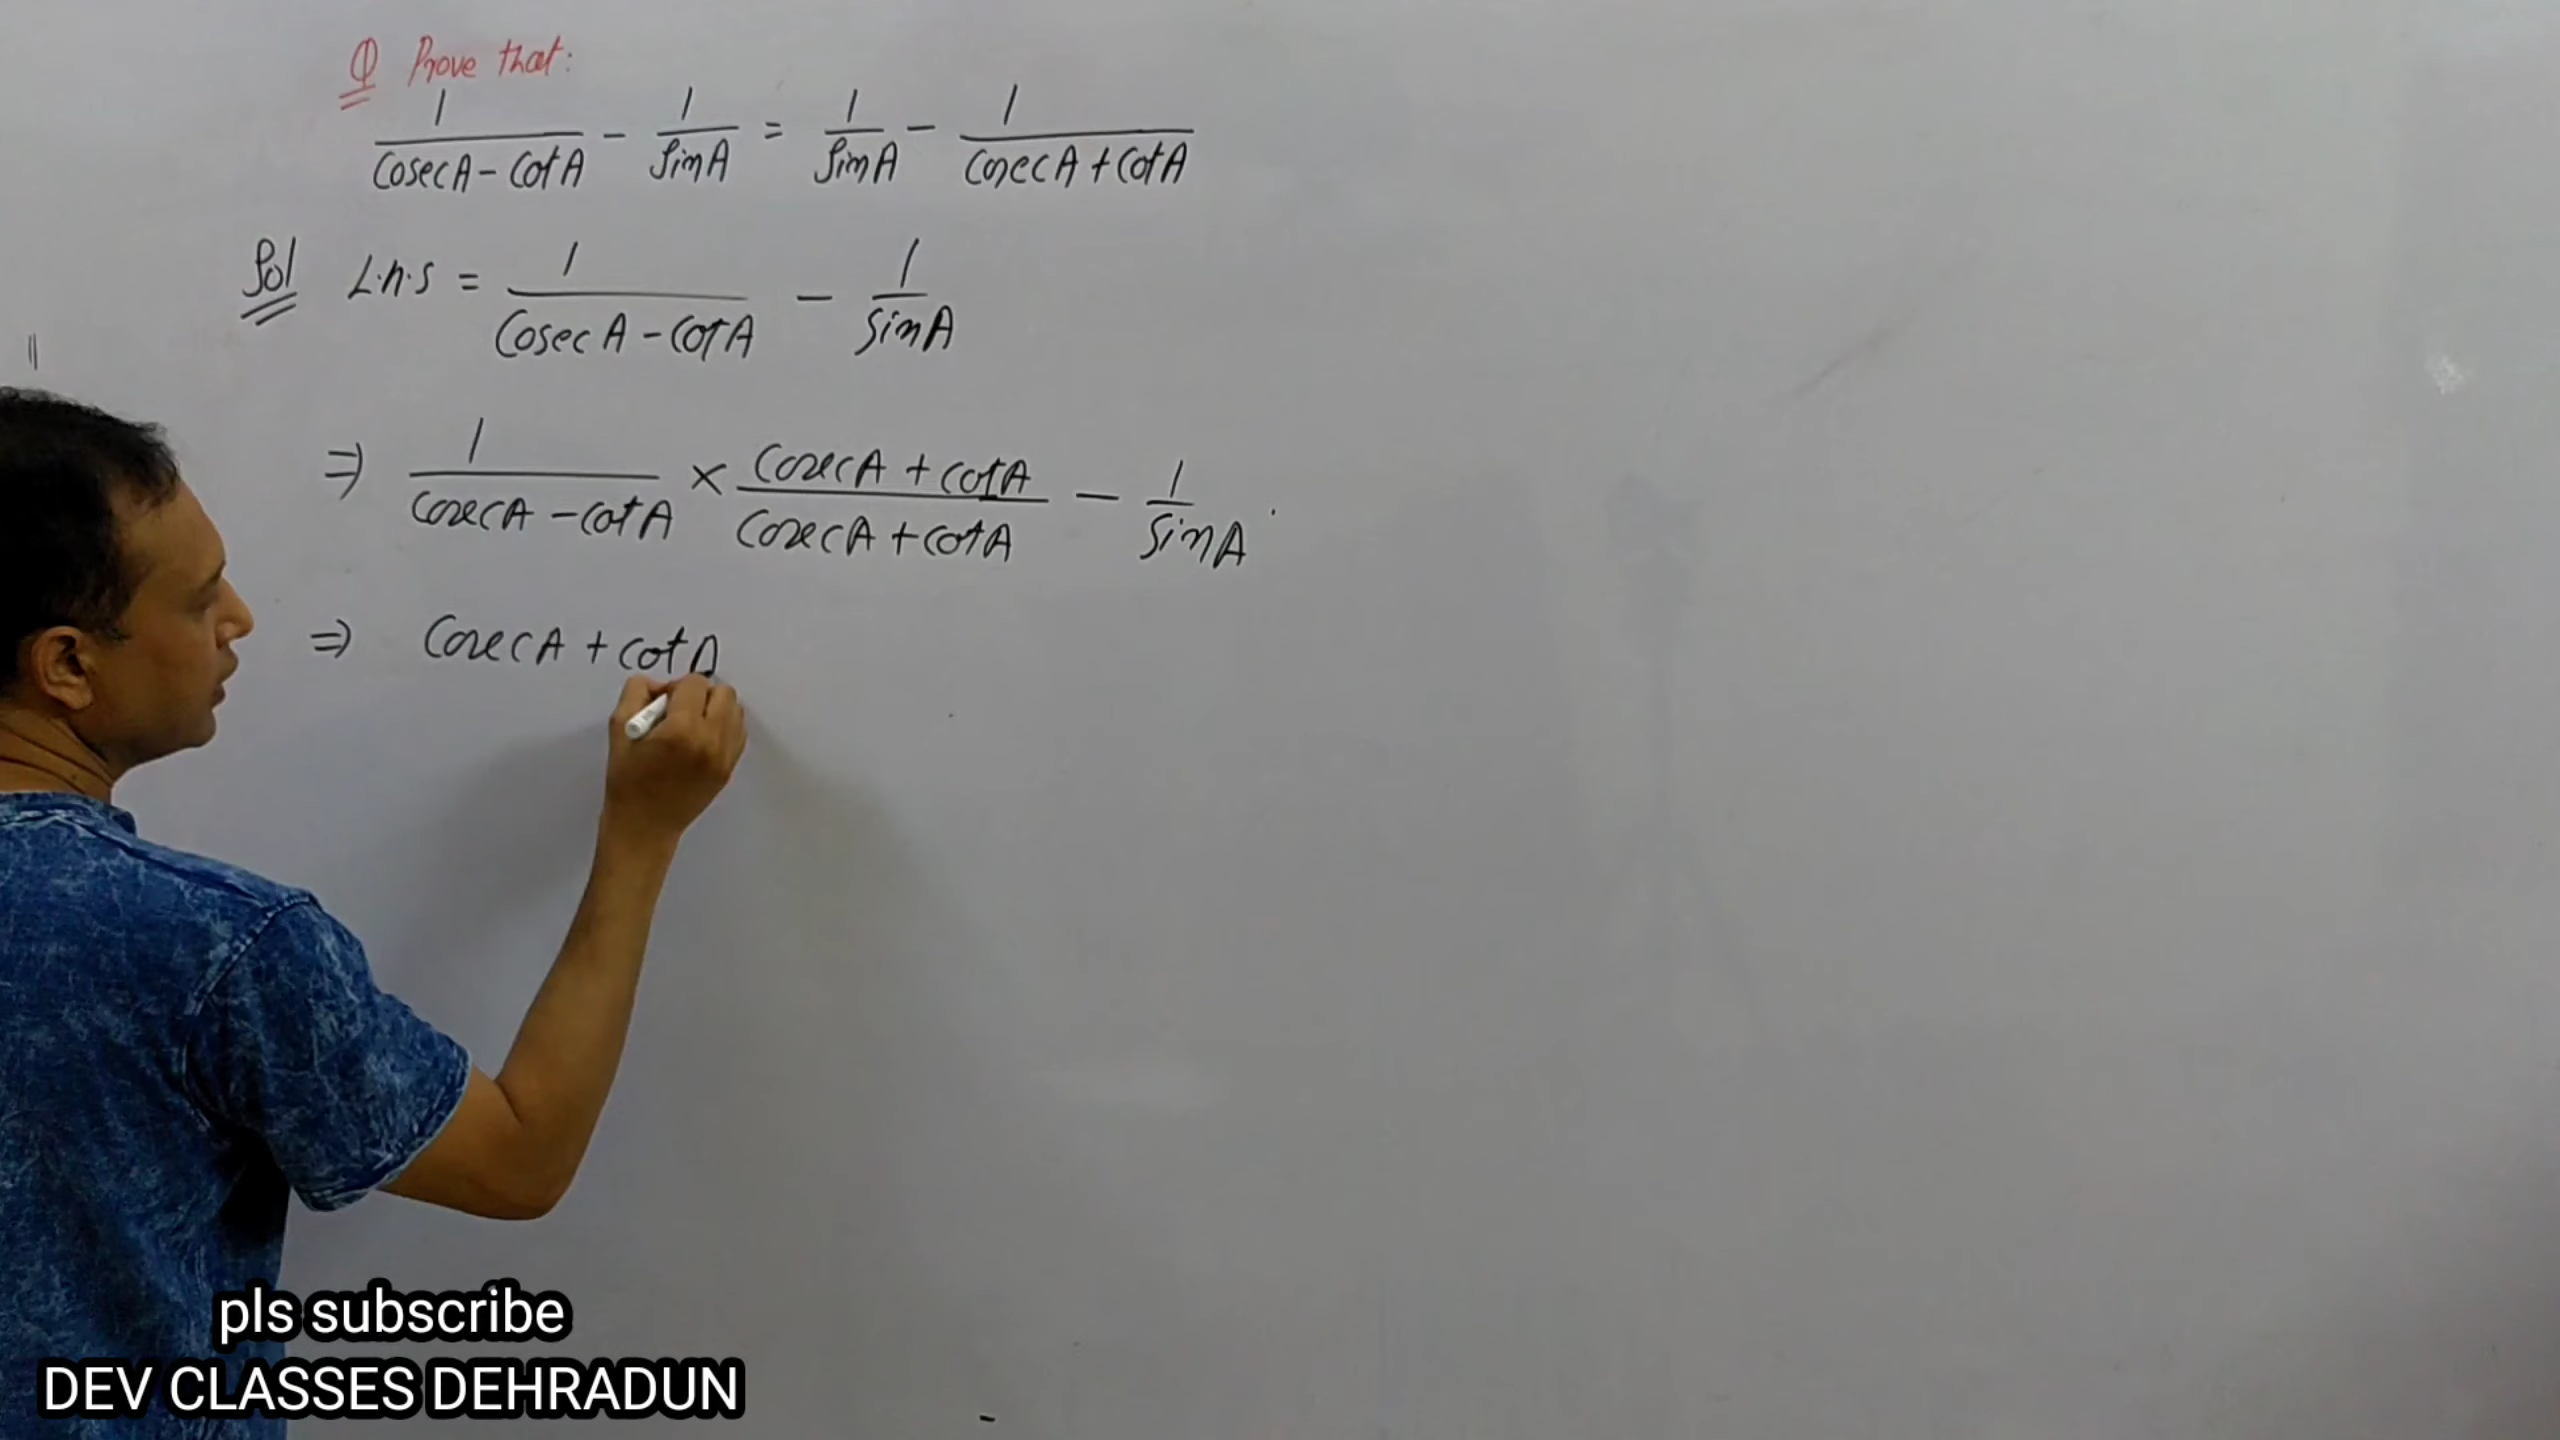 Q Prove that:
1/(CosecA - CotA) - 1/SinA = 1/SinA - 1/(CosecA + CotA)
Sol L.H.S = 1/(Cosec A - CotA) - 1/SinA
⇒ 1/(CosecA - CotA) × (CosecA + CotA)/(CosecA + CotA) - 1/SinA .
⇒ CosecA + Cot A
pls subscribe
DEV CLASSES DEHRADUN